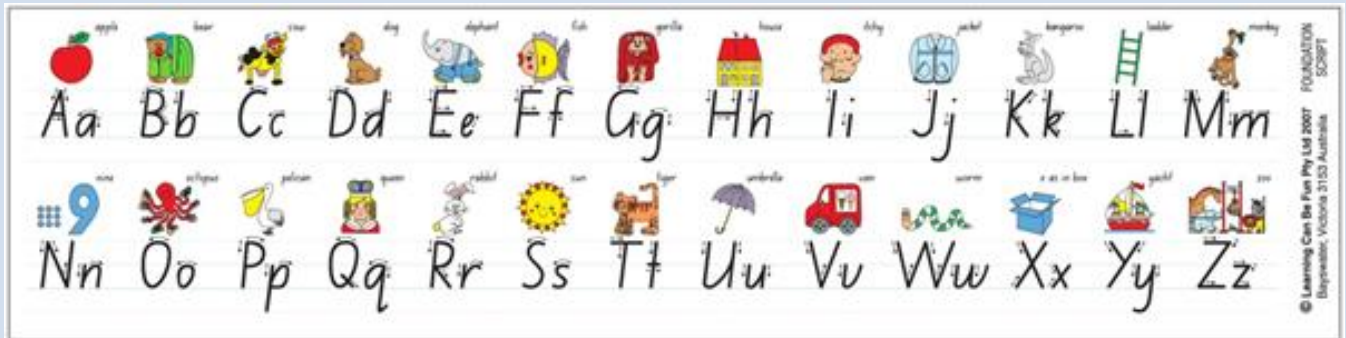 apple bear cow dog elephant fish gorilla house itchy jacket kangaroo ladder monkey
Aa Bb Cc Dd Ee Ff Gg Hh Ii Jj Kk Ll Mm
nine octopus pelican queen rabbit sun tiger umbrella van worm x as in box yacht zoo
9
Nn Oo Pp Qq Rr Ss Tt Uu Vv Ww Xx Yy Zz
© Learning Can Be Fun Pty Ltd 2007
Bayswater, Victoria 3153 Australia
FOUNDATION
SCRIPT